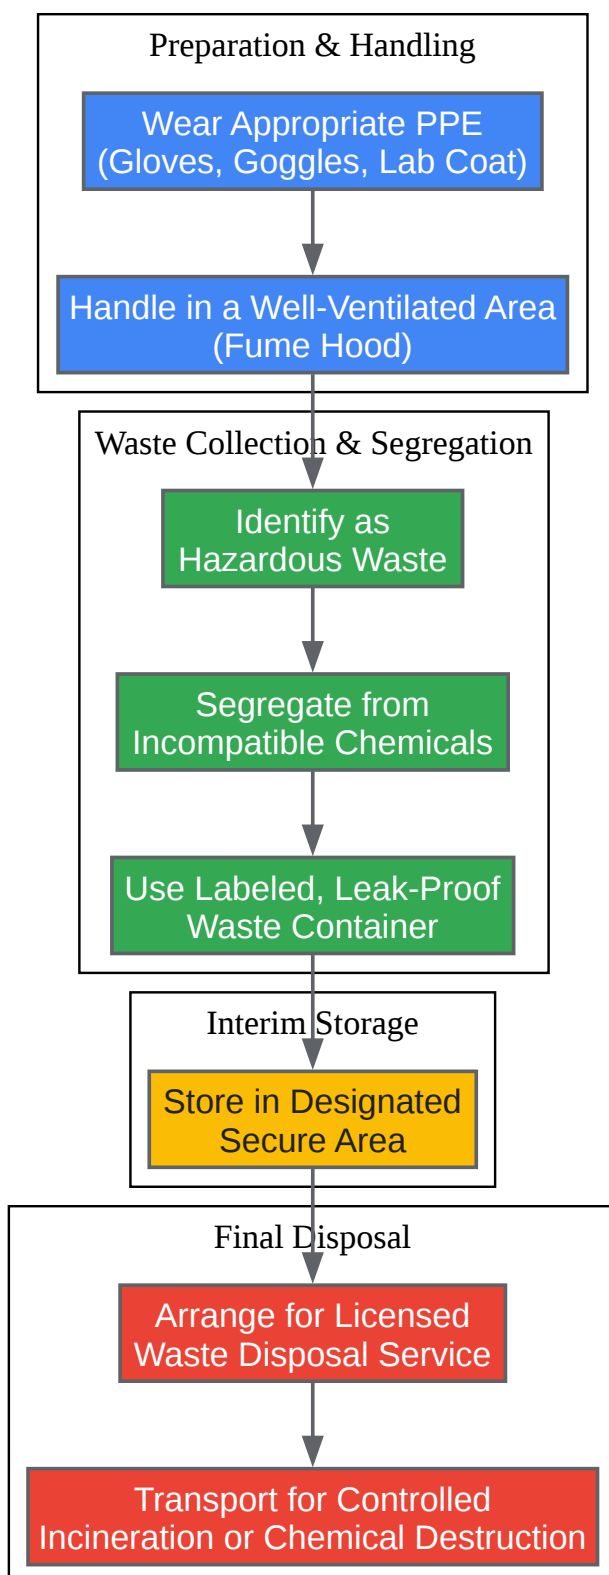 Preparation & Handling
Wear Appropriate PPE
(Gloves, Goggles, Lab Coat)
Handle in a Well-Ventilated Area
(Fume Hood)
Waste Collection & Segregation
Identify as
Hazardous Waste
Segregate from
Incompatible Chemicals
Use Labeled, Leak-Proof
Waste Container
Interim Storage
Store in Designated
Secure Area
Final Disposal
Arrange for Licensed
Waste Disposal Service
Transport for Controlled
Incineration or Chemical Destruction